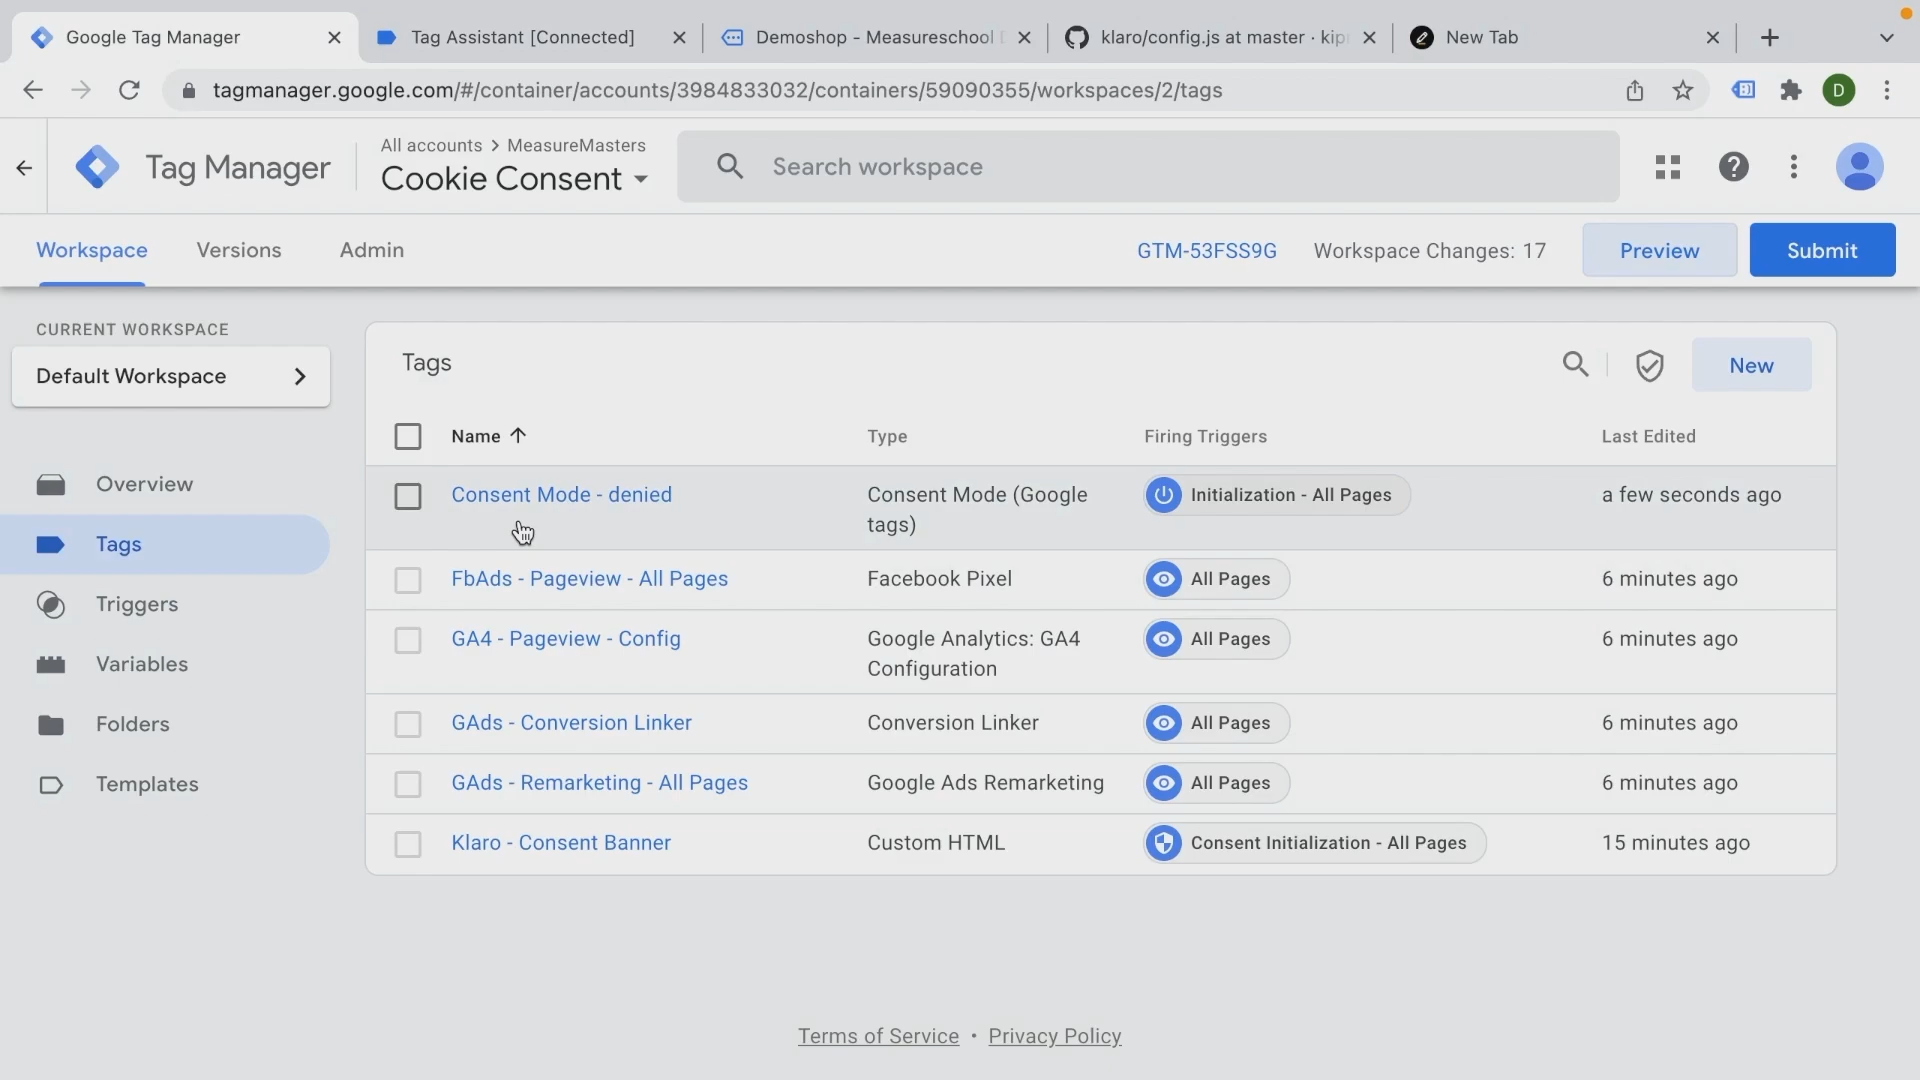 Google Tag Manager
Tag Assistant [Connected]
Demoshop - Measureschool
klaro/config.js at master · kip
New Tab
tagmanager.google.com/#/container/accounts/3984833032/containers/59090355/workspaces/2/tags
D
Tag Manager
All accounts > MeasureMasters
Cookie Consent
Search workspace
Workspace
Versions
Admin
GTM-53FSS9G
Workspace Changes: 17
Preview
Submit
CURRENT WORKSPACE
Default Workspace
Overview
Tags
Triggers
Variables
Folders
Templates
Tags
New
Name
Type
Firing Triggers
Last Edited
Consent Mode - denied
Consent Mode (Google
tags)
Initialization - All Pages
a few seconds ago
FbAds - Pageview - All Pages
Facebook Pixel
All Pages
6 minutes ago
GA4 - Pageview - Config
Google Analytics: GA4
Configuration
All Pages
6 minutes ago
GAds - Conversion Linker
Conversion Linker
All Pages
6 minutes ago
GAds - Remarketing - All Pages
Google Ads Remarketing
All Pages
6 minutes ago
Klaro - Consent Banner
Custom HTML
Consent Initialization - All Pages
15 minutes ago
Terms of Service · Privacy Policy